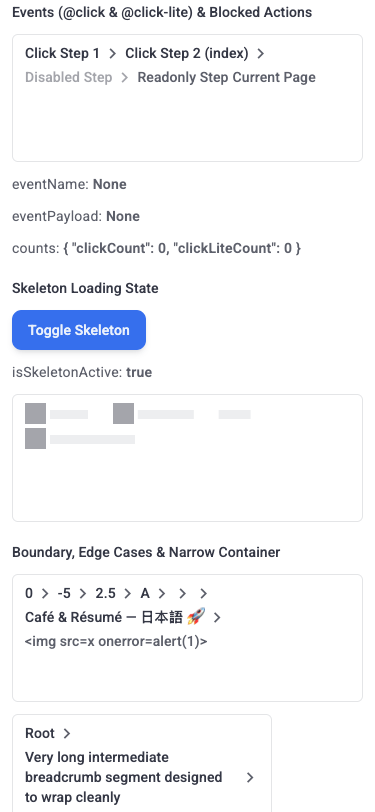 Events (@click & @click-lite) & Blocked Actions
Click Step 1 > Click Step 2 (index) >
Disabled Step > Readonly Step Current Page
eventName: None
eventPayload: None
counts: { "clickCount": 0, "clickLiteCount": 0 }
Skeleton Loading State
Toggle Skeleton
isSkeletonActive: true
Boundary, Edge Cases & Narrow Container
0 > -5 > 2.5 > A > > >
Café & Résumé — 日本語 🚀 >
<img src=x onerror=alert(1)>
Root >
Very long intermediate
breadcrumb segment designed >
to wrap cleanly